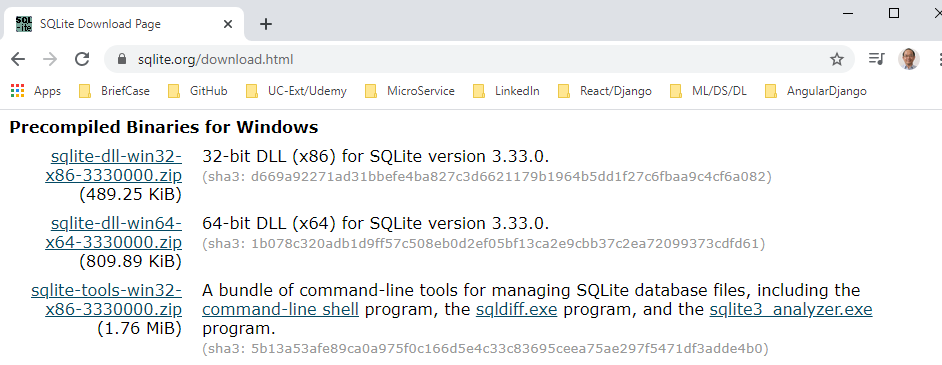 SQLite Download Page
sqlite.org/download.html
Apps BriefCase GitHub UC-Ext/Udemy MicroService LinkedIn React/Django ML/DS/DL AngularDjango
Precompiled Binaries for Windows
sqlite-dll-win32- 32-bit DLL (x86) for SQLite version 3.33.0.
x86-3330000.zip (sha3: d669a92271ad31bbefe4ba827c3d6621179b1964b5dd1f27c6fbaa9c4cf6a082)
(489.25 KiB)
sqlite-dll-win64- 64-bit DLL (x64) for SQLite version 3.33.0.
x64-3330000.zip (sha3: 1b078c320adb1d9ff57c508eb0d2ef05bf13ca2e9cbb37c2ea72099373cdfd61)
(809.89 KiB)
sqlite-tools-win32- A bundle of command-line tools for managing SQLite database files, including the
x86-3330000.zip command-line shell program, the sqldiff.exe program, and the sqlite3_analyzer.exe
(1.76 MiB) program.
(sha3: 5b13a53afe89ca0a975f0c166d5e4c33c83695ceea75ae297f5471df3adde4b0)